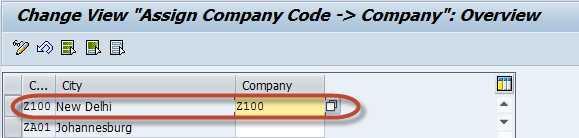 Change View "Assign Company Code -> Company": Overview
C... City Company
Z100 New Delhi Z100
ZA01 Johannesburg